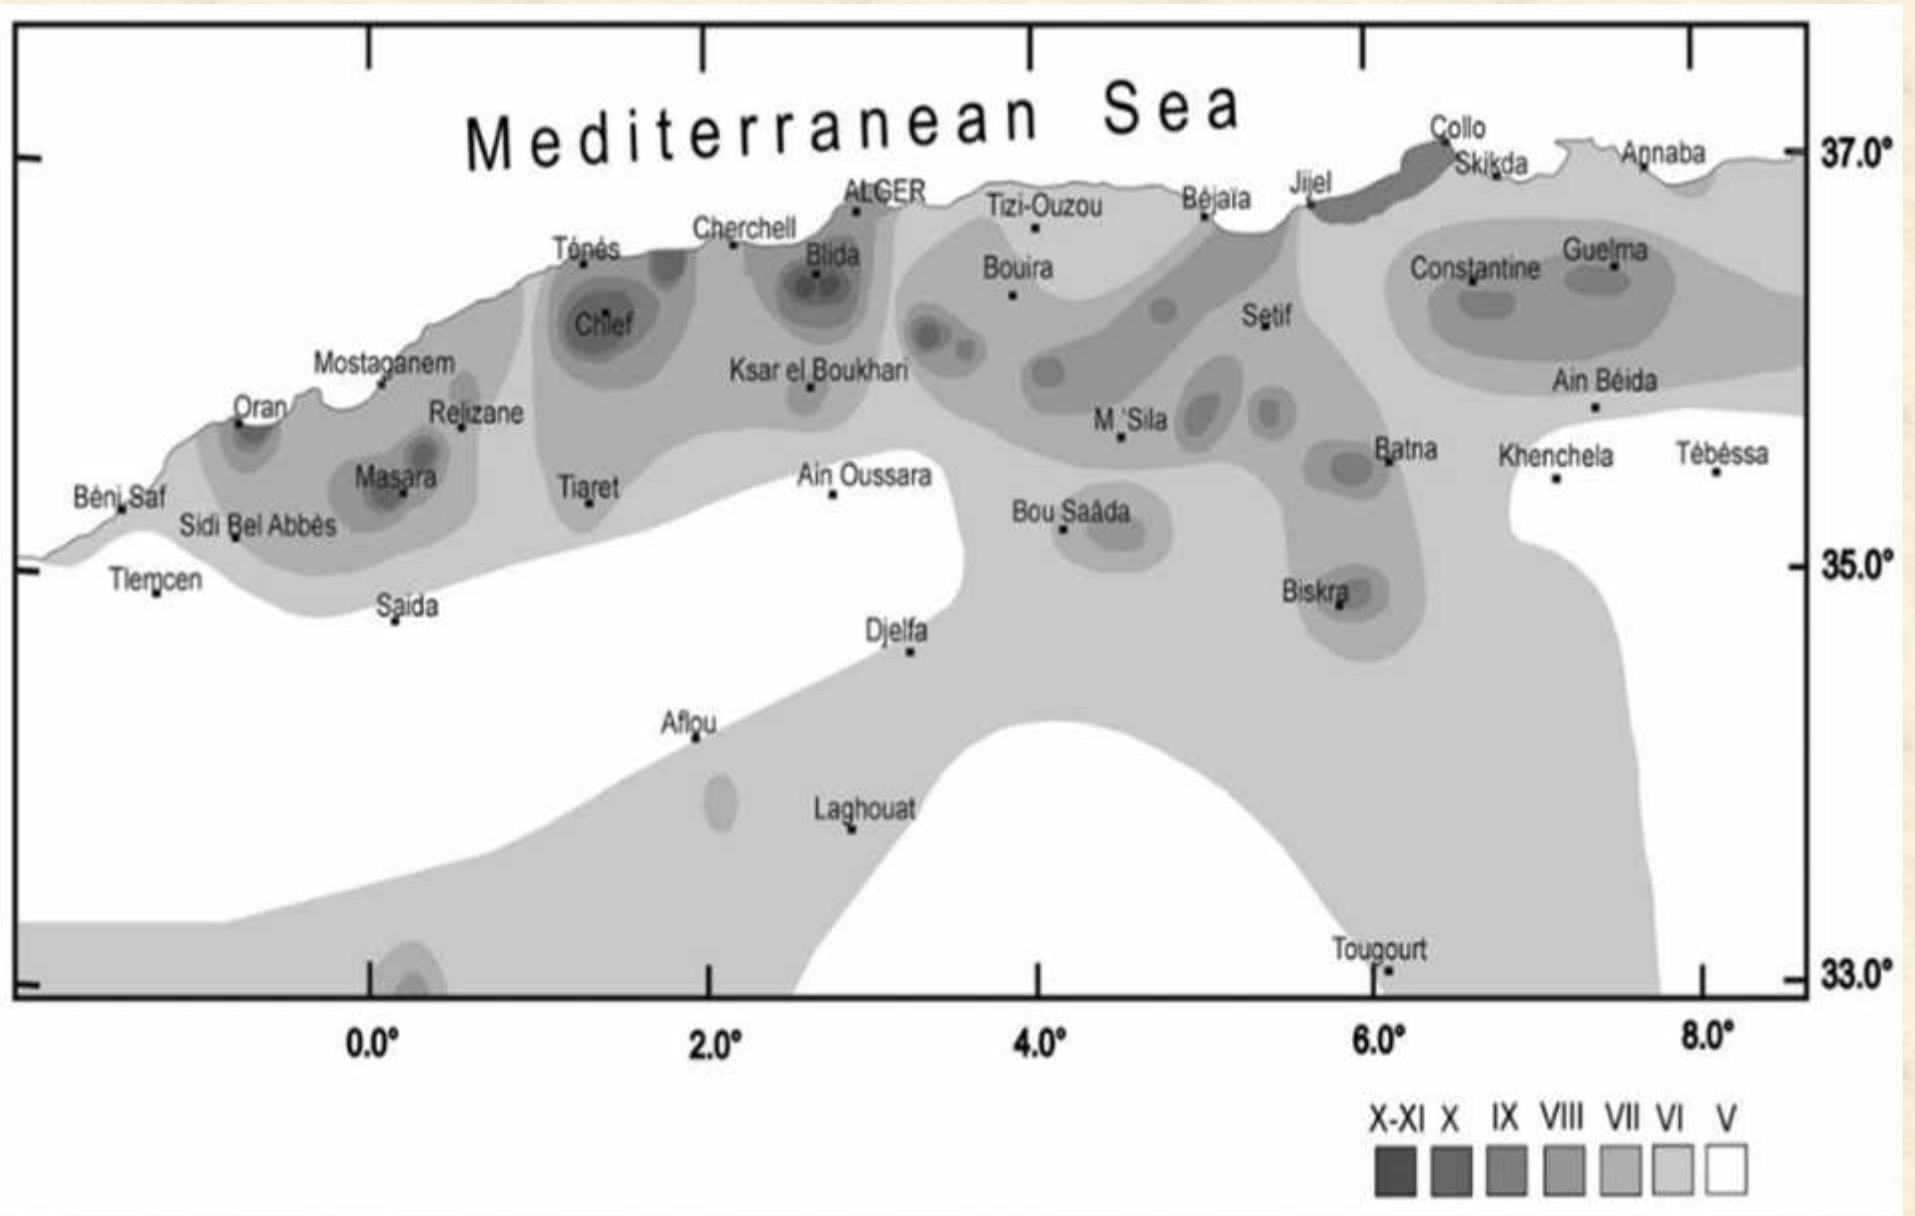 Mediterranean Sea
Collo
Skikda
Annaba
37.0°
Jijel
ALGER
Béjaïa
Tizi-Ouzou
Cherchell
Ténés
Blida
Bouira
Constantine
Guelma
Chlef
Setif
Mostaganem
Ksar el Boukhari
Ain Béida
Oran
Relizane
M 'Sila
Batna
Khenchela
Tébéssa
Masara
Béni Saf
Tiaret
Ain Oussara
Sidi Bel Abbés
Bou Saâda
35.0°
Tlemcen
Saida
Biskra
Djelfa
Aflou
Laghouat
Tougourt
33.0°
0.0° 2.0° 4.0° 6.0° 8.0°
X-XI X IX VIII VII VI V